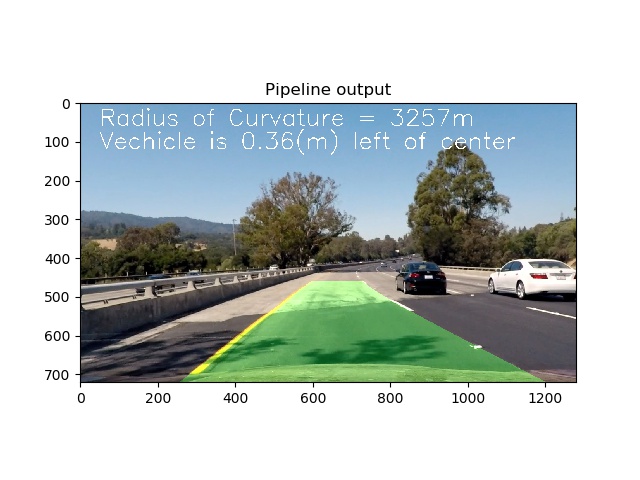 Pipeline output
Radius of Curvature = 3257m
Vechicle is 0.36(m) left of center
0
100
200
300
400
500
600
700
0 200 400 600 800 1000 1200